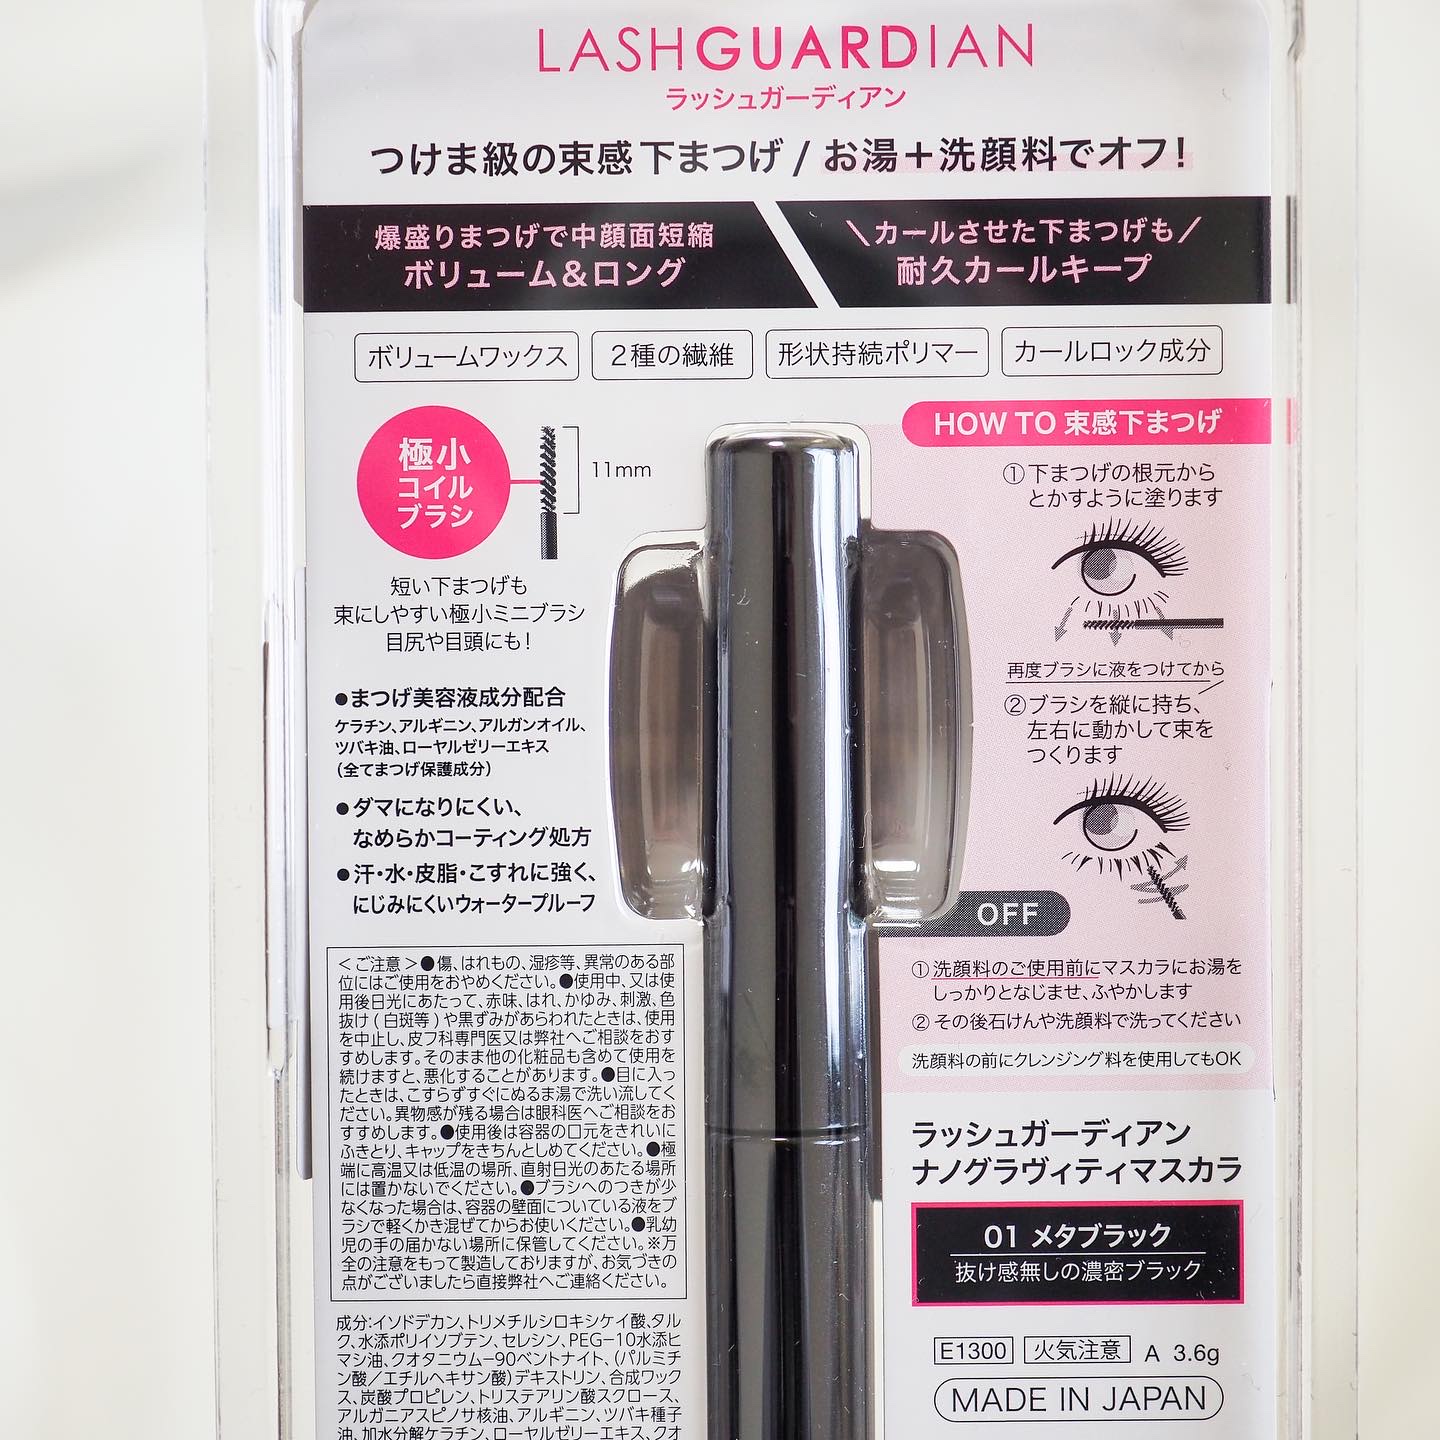 LASHGUARDIAN
ラッシュガーディアン
つけま級の束感下まつげ / お湯＋洗顔料でオフ！
爆盛りまつげで中顔面短縮
ボリューム＆ロング
＼カールさせた下まつげも／
耐久カールキープ
ボリュームワックス
2種の繊維
形状持続ポリマー
カールロック成分
極小
コイル
ブラシ
11mm
短い下まつげも
束にしやすい極小ミニブラシ
目尻や目頭にも！
●まつげ美容液成分配合
ケラチン、アルギニン、アルガンオイル、
ツバキ油、ローヤルゼリーエキス
（全てまつげ保護成分）
●ダマになりにくい、
なめらかコーティング処方
●汗・水・皮脂・こすれに強く、
にじみにくいウォータープルーフ
HOW TO 束感下まつげ
①下まつげの根元から
とかすように塗ります
再度ブラシに液をつけてから
②ブラシを縦に持ち、
左右に動かして束を
つくります
OFF
①洗顔料のご使用前にマスカラにお湯を
しっかりとなじませ、ふやかします
②その後石けんや洗顔料で洗ってください
洗顔料の前にクレンジング料を使用してもOK
＜ご注意＞●傷、はれもの、湿疹等、異常のある部
位にはご使用をおやめください。●使用中、又は使
用後日光にあたって、赤味、はれ、かゆみ、刺激、色
抜け（白斑等）や黒ずみがあらわれたときは、使用
を中止し、皮フ科専門医又は弊社へご相談をおす
すめします。そのまま他の化粧品も含めて使用を
続けますと、悪化することがあります。●目に入っ
たときは、こすらずすぐにぬるま湯で洗い流してく
ださい。異物感が残る場合は眼科医へご相談をお
すすめします。●使用後は容器の口元をきれいに
ふきとり、キャップをきちんとしめてください。●極
端に高温又は低温の場所、直射日光のあたる場所
には置かないでください。●ブラシへのつきが少
なくなった場合は、容器の壁面についている液をブ
ラシで軽くかき混ぜてからお使いください。●乳幼
児の手の届かない場所に保管してください。※万
全の注意をもって製造しておりますが、お気づきの
点がございましたら直接弊社へご連絡ください。
成分:イソドデカン、トリメチルシロキシケイ酸、タル
ク、水添ポリイソブテン、セレシン、PEG−10水添ヒ
マシ油、クオタニウム−90ベントナイト、（パルミチ
ン酸／エチルヘキサン酸）デキストリン、合成ワック
ス、炭酸プロピレン、トリステアリン酸スクロース、
アルガニアスピノサ核油、アルギニン、ツバキ種子
油、加水分解ケラチン、ローヤルゼリーエキス、クオ
ラッシュガーディアン
ナノグラヴィティマスカラ
01 メタブラック
抜け感無しの濃密ブラック
E1300 火気注意 A 3.6g
MADE IN JAPAN